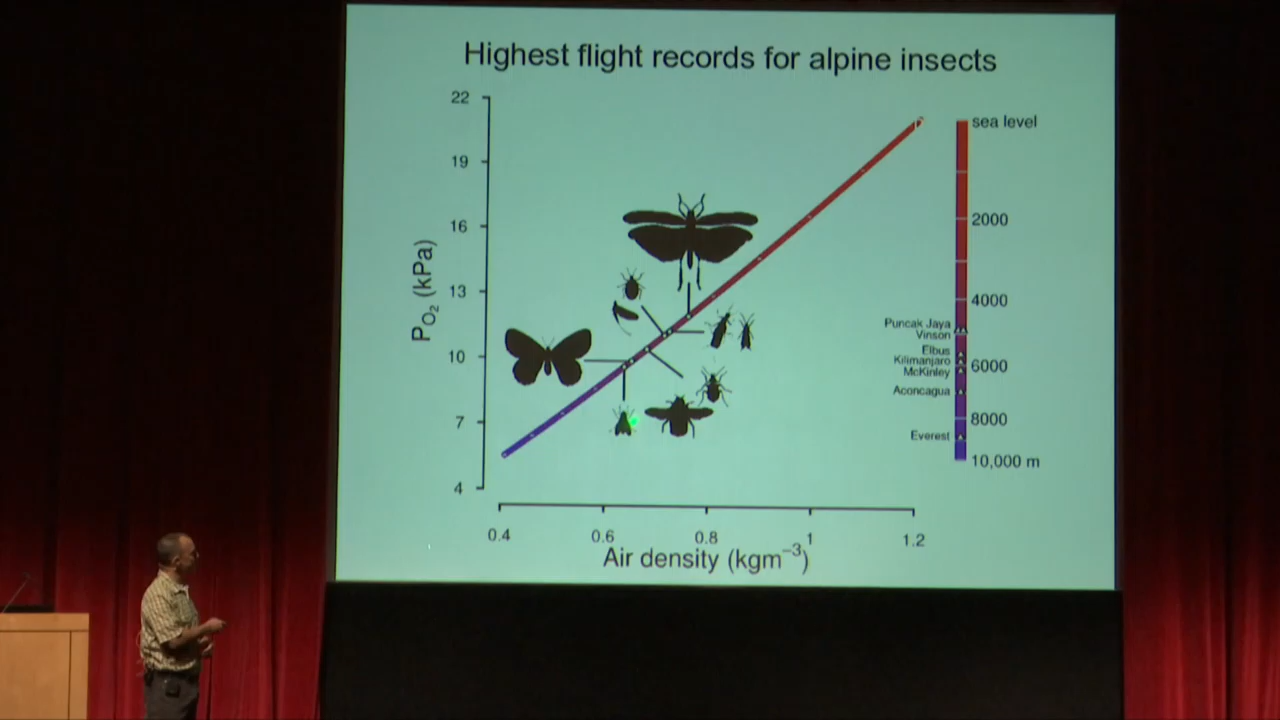 Highest flight records for alpine insects
22
19
16
13
10
7
4
PO₂ (kPa)
0.4
0.6
0.8
1
1.2
Air density (kgm⁻³)
sea level
2000
4000
Puncak Jaya
Vinson
Elbus
Kilimanjaro
6000
McKinley
Aconcagua
8000
Everest
10,000 m